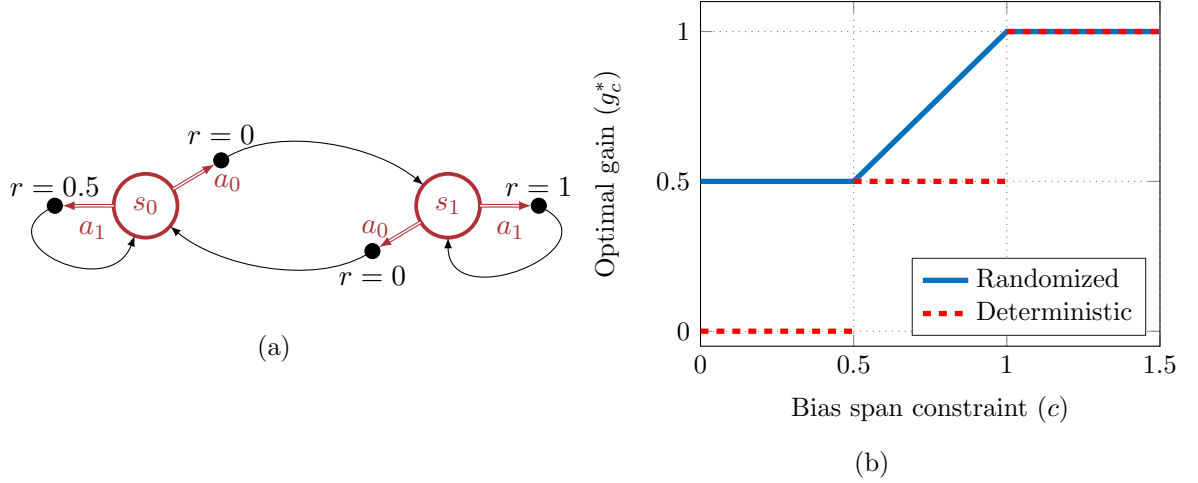 r = 0
r = 0.5
a₀
s₀
a₁
s₁
r = 1
a₀
a₁
r = 0
(a)
Optimal gain (g*_c)
1
0.5
0
Randomized
Deterministic
0
0.5
1
1.5
Bias span constraint (c)
(b)